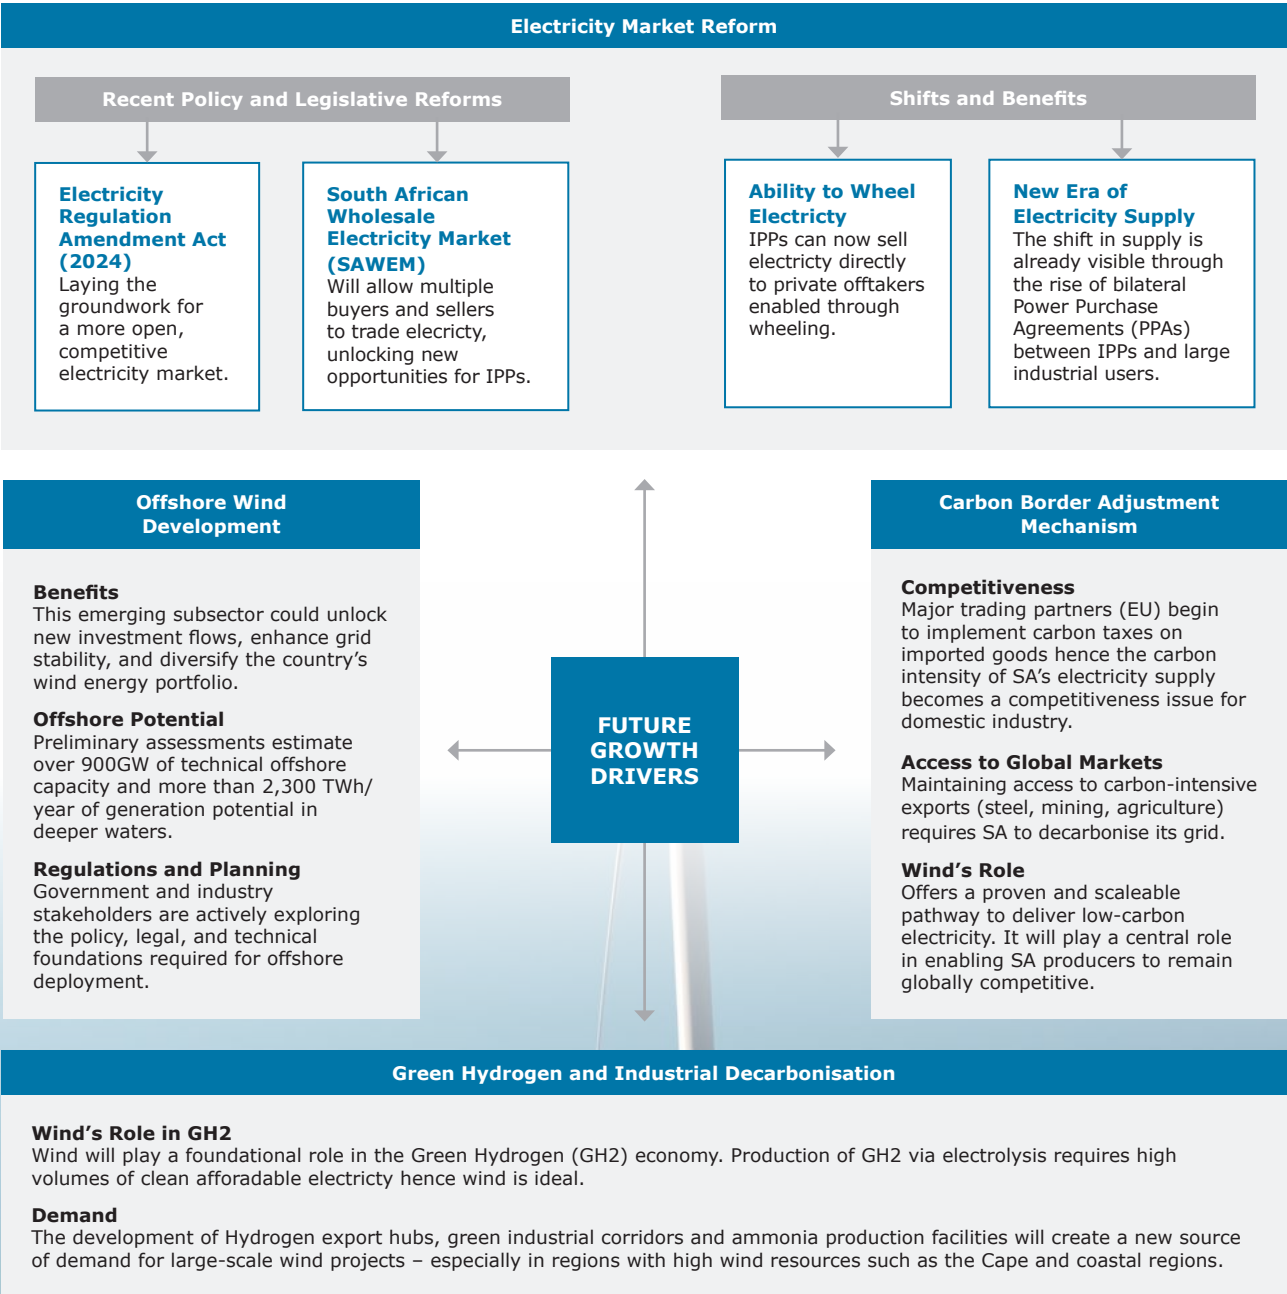 Electricity Market Reform
Recent Policy and Legislative Reforms
Electricity
Regulation
Amendment Act
(2024)
Laying the
groundwork for
a more open,
competitive
electricity market.
South African
Wholesale
Electricity Market
(SAWEM)
Will allow multiple
buyers and sellers
to trade elecricty,
unlocking new
opportunities for IPPs.
Shifts and Benefits
Ability to Wheel
Electricty
IPPs can now sell
electricty directly
to private offtakers
enabled through
wheeling.
New Era of
Electricity Supply
The shift in supply is
already visible through
the rise of bilateral
Power Purchase
Agreements (PPAs)
between IPPs and large
industrial users.
Offshore Wind
Development
Benefits
This emerging subsector could unlock
new investment flows, enhance grid
stability, and diversify the country’s
wind energy portfolio.
Offshore Potential
Preliminary assessments estimate
over 900GW of technical offshore
capacity and more than 2,300 TWh/
year of generation potential in
deeper waters.
Regulations and Planning
Government and industry
stakeholders are actively exploring
the policy, legal, and technical
foundations required for offshore
deployment.
FUTURE
GROWTH
DRIVERS
Carbon Border Adjustment
Mechanism
Competitiveness
Major trading partners (EU) begin
to implement carbon taxes on
imported goods hence the carbon
intensity of SA’s electricity supply
becomes a competitiveness issue for
domestic industry.
Access to Global Markets
Maintaining access to carbon-intensive
exports (steel, mining, agriculture)
requires SA to decarbonise its grid.
Wind’s Role
Offers a proven and scaleable
pathway to deliver low-carbon
electricity. It will play a central role
in enabling SA producers to remain
globally competitive.
Green Hydrogen and Industrial Decarbonisation
Wind’s Role in GH2
Wind will play a foundational role in the Green Hydrogen (GH2) economy. Production of GH2 via electrolysis requires high
volumes of clean afforadable electricty hence wind is ideal.
Demand
The development of Hydrogen export hubs, green industrial corridors and ammonia production facilities will create a new source
of demand for large-scale wind projects – especially in regions with high wind resources such as the Cape and coastal regions.